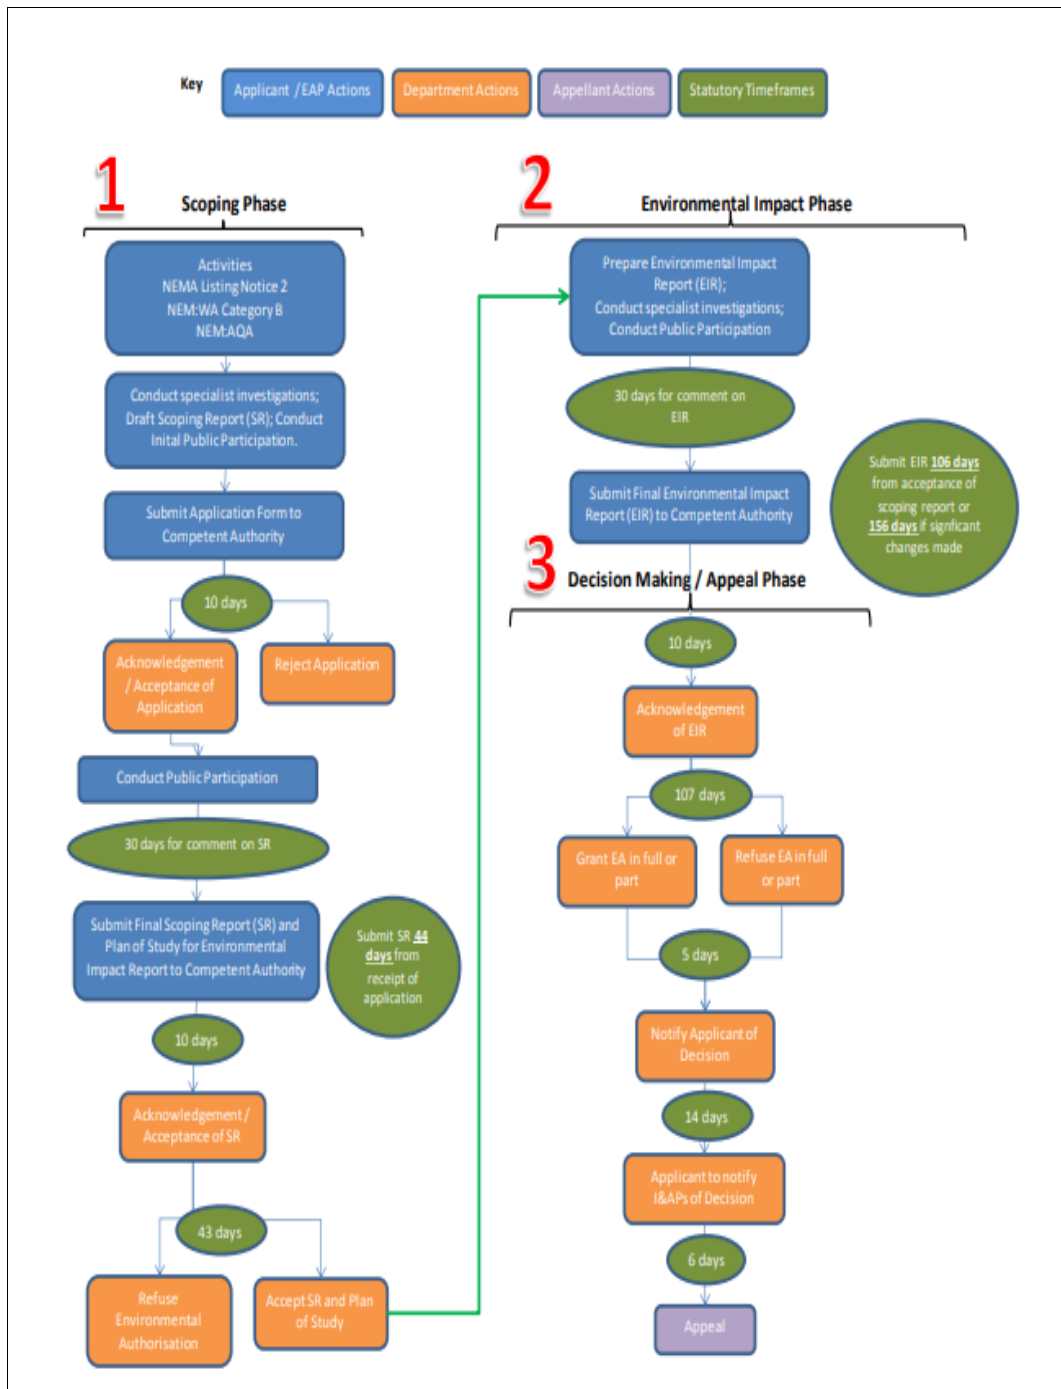 Key
Applicant / EAP Actions
Department Actions
Appellant Actions
Statutory Timeframes
1
Scoping Phase
Activities
NEMA Listing Notice 2
NEM:WA Category B
NEM:AQA
Conduct specialist investigations;
Draft Scoping Report (SR); Conduct
Inital Public Participation.
Submit Application Form to
Competent Authority
10 days
Acknowledgement
/ Acceptance of
Application
Reject Application
Conduct Public Participation
30 days for comment on SR
Submit Final Scoping Report (SR) and
Plan of Study for Environmental
Impact Report to Competent Authority
Submit SR 44
days from
receipt of
application
10 days
Acknowledgement /
Acceptance of SR
43 days
Refuse
Environmental
Authorisation
Accept SR and Plan
of Study
2
Environmental Impact Phase
Prepare Environmental Impact
Report (EIR);
Conduct specialist investigations;
Conduct Public Participation
30 days for comment on
EIR
Submit Final Environmental Impact
Report (EIR) to Competent Authority
Submit EIR 106 days
from acceptance of
scoping report or
156 days if signficant
changes made
3
Decision Making / Appeal Phase
10 days
Acknowledgement
of EIR
107 days
Grant EA in full or
part
Refuse EA in full
or part
5 days
Notify Applicant of
Decision
14 days
Applicant to notify
I&APs of Decision
6 days
Appeal